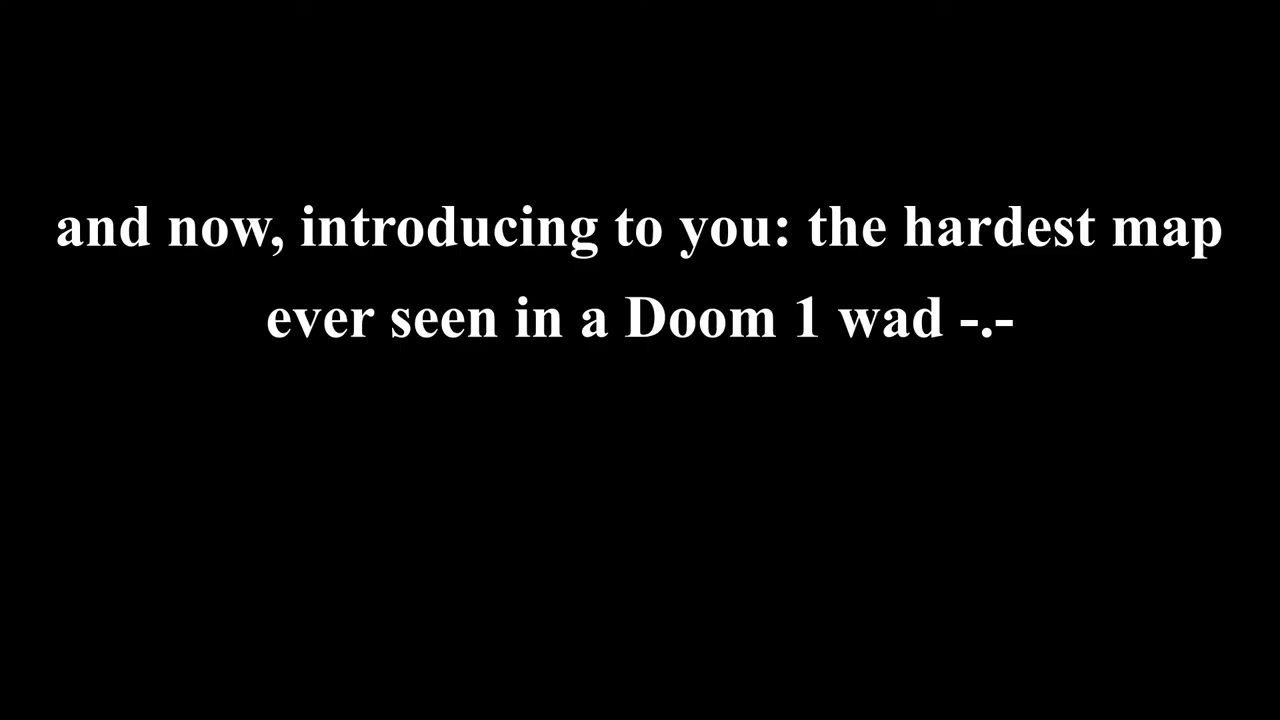 and now, introducing to you: the hardest map
ever seen in a Doom 1 wad -.-